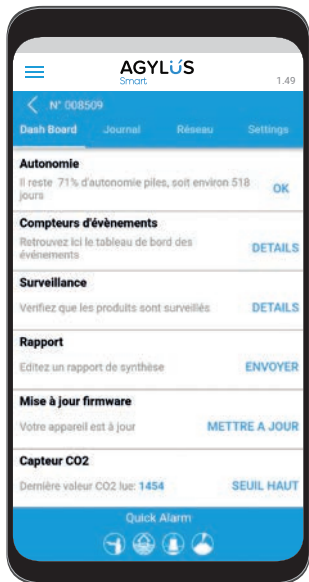 AGYLÚS
Smart
1.49
N° 008509
Dash Board Journal Réseau Settings
Autonomie
Il reste 71% d'autonomie piles, soit environ 518
jours
OK
Compteurs d'évènements
Retrouvez ici le tableau de bord des
événements
DETAILS
Surveillance
Vérifiez que les produits sont surveillés
DETAILS
Rapport
Editez un rapport de synthèse
ENVOYER
Mise à jour firmware
Votre appareil est à jour
METTRE A JOUR
Capteur CO2
Dernière valeur CO2 lue: 1454
SEUIL HAUT
Quick Alarm